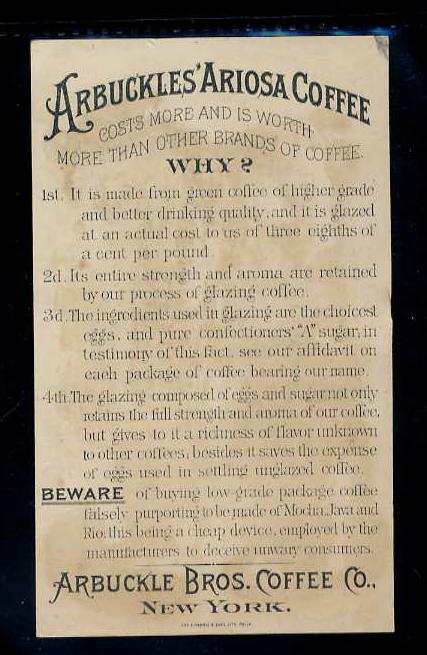 ARBUCKLES' ARIOSA COFFEE
COSTS MORE AND IS WORTH
MORE THAN OTHER BRANDS OF COFFEE.
WHY?
1st. It is made from green coffee of higher grade
and better drinking quality, and it is glazed
at an actual cost to us of three eighths of
a cent per pound.
2d. Its entire strength and aroma are retained
by our process of glazing coffee.
3d. The ingredients used in glazing are the choicest
eggs, and pure confectioners' "A" sugar, in
testimony of this fact, see our affidavit on
each package of coffee bearing our name.
4th. The glazing composed of eggs and sugar not only
retains the full strength and aroma of our coffee,
but gives to it a richness of flavor unknown
to other coffees, besides it saves the expense
of eggs used in settling unglazed coffee.
BEWARE of buying low-grade package coffee
falsely purporting to be made of Mocha, Java and
Rio, this being a cheap device, employed by the
manufacturers to deceive unwary consumers.
ARBUCKLE BROS. COFFEE CO.,
NEW YORK.